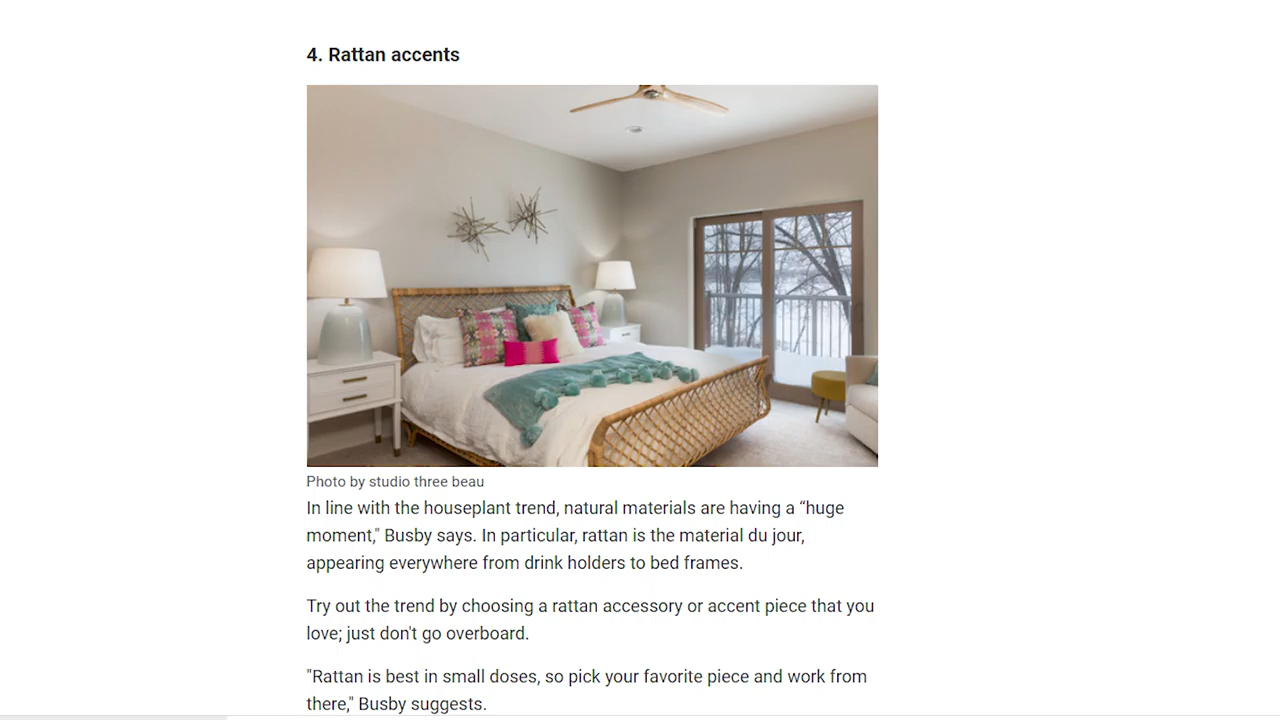 4. Rattan accents
Photo by studio three beau
In line with the houseplant trend, natural materials are having a “huge
moment," Busby says. In particular, rattan is the material du jour,
appearing everywhere from drink holders to bed frames.
Try out the trend by choosing a rattan accessory or accent piece that you
love; just don't go overboard.
"Rattan is best in small doses, so pick your favorite piece and work from
there," Busby suggests.